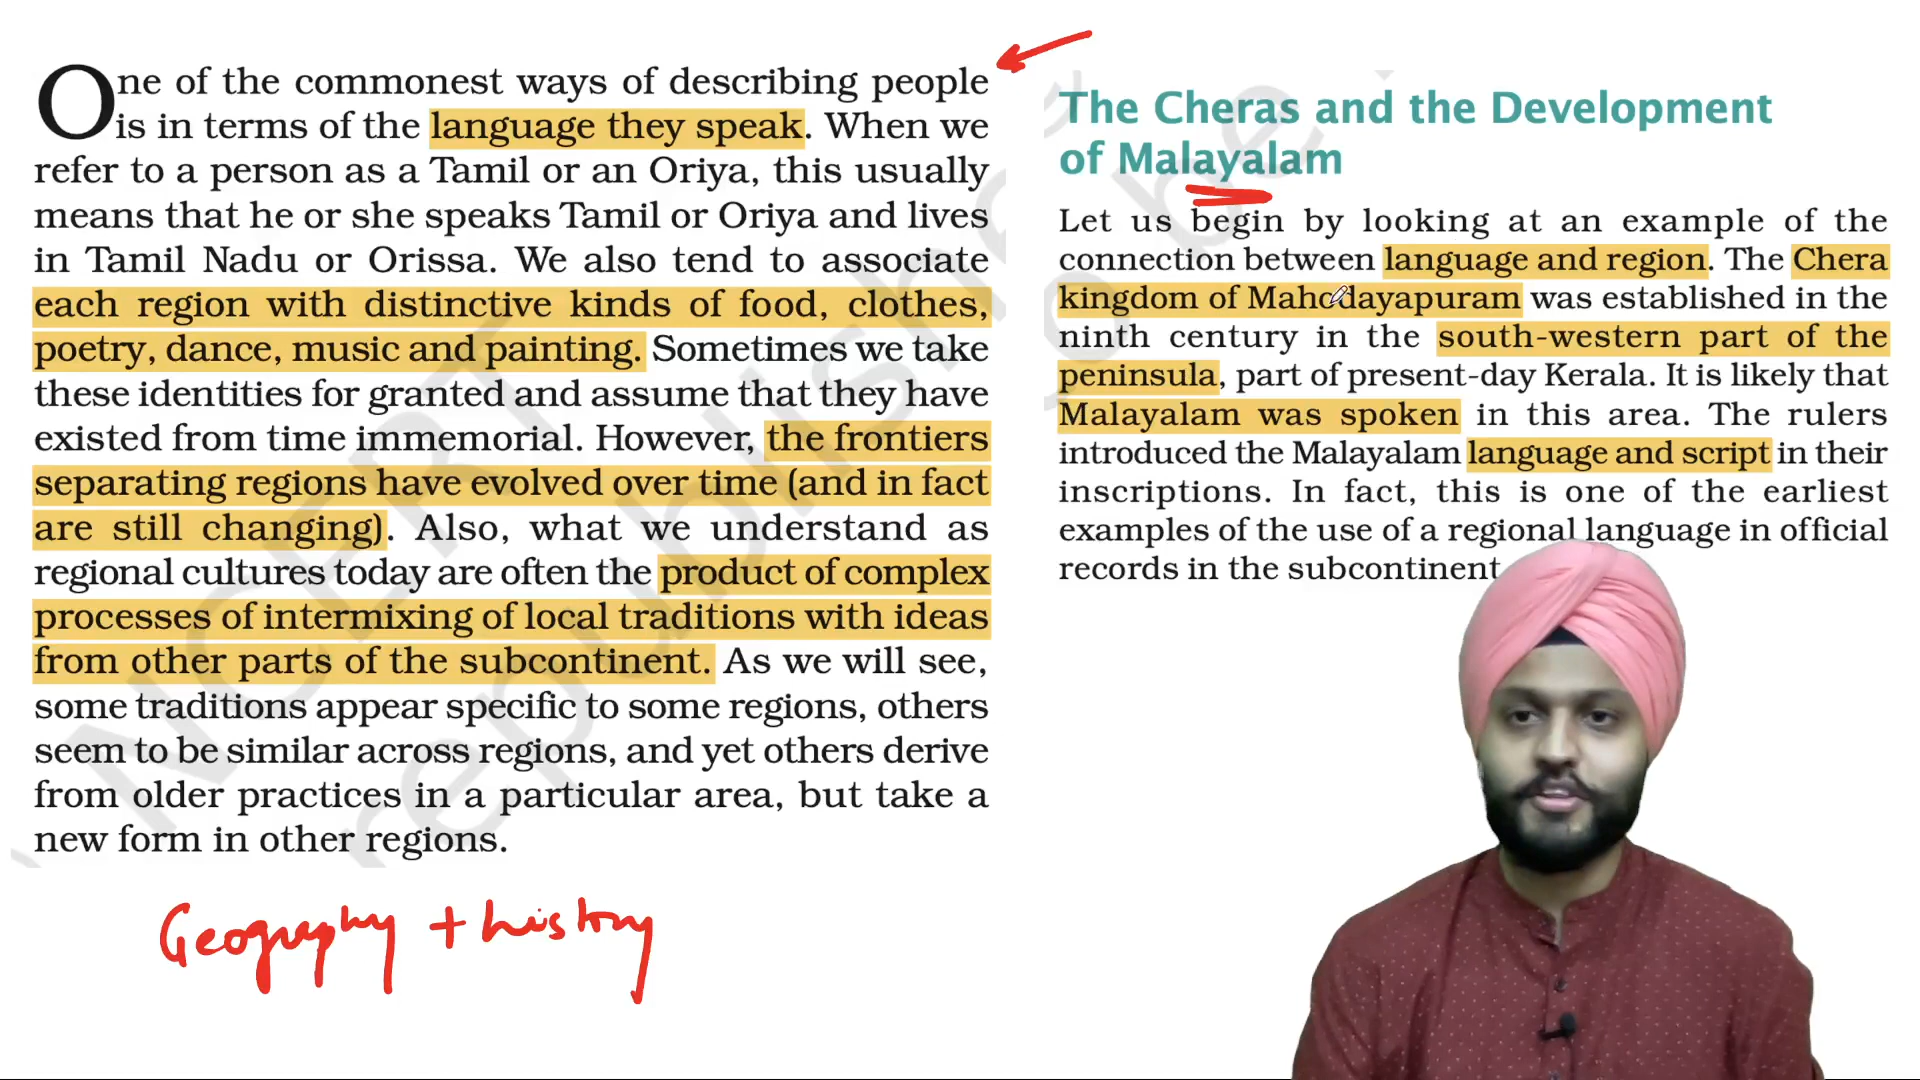 One of the commonest ways of describing people
is in terms of the language they speak. When we
refer to a person as a Tamil or an Oriya, this usually
means that he or she speaks Tamil or Oriya and lives
in Tamil Nadu or Orissa. We also tend to associate
each region with distinctive kinds of food, clothes,
poetry, dance, music and painting. Sometimes we take
these identities for granted and assume that they have
existed from time immemorial. However, the frontiers
separating regions have evolved over time (and in fact
are still changing). Also, what we understand as
regional cultures today are often the product of complex
processes of intermixing of local traditions with ideas
from other parts of the subcontinent. As we will see,
some traditions appear specific to some regions, others
seem to be similar across regions, and yet others derive
from older practices in a particular area, but take a
new form in other regions.
Geography + history
The Cheras and the Development
of Malayalam
Let us begin by looking at an example of the
connection between language and region. The Chera
kingdom of Mahodayapuram was established in the
ninth century in the south-western part of the
peninsula, part of present-day Kerala. It is likely that
Malayalam was spoken in this area. The rulers
introduced the Malayalam language and script in their
inscriptions. In fact, this is one of the earliest
examples of the use of a regional language in official
records in the subcontinent